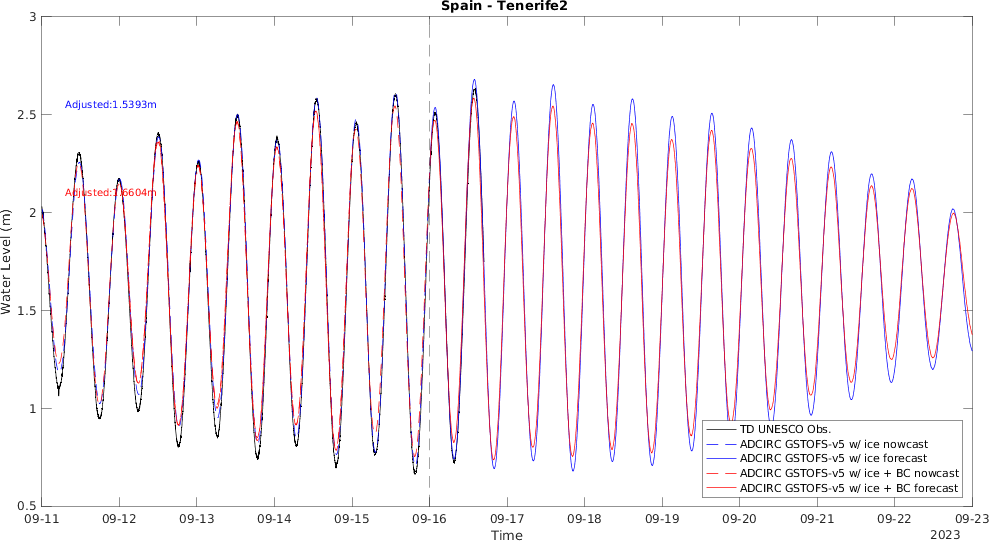 Spain - Tenerife2
3
2.5
2
1.5
1
0.5
Water Level (m)
Adjusted:1.5393m
Adjusted:1.6604m
TD UNESCO Obs.
ADCIRC GSTOFS-v5 w/ ice nowcast
ADCIRC GSTOFS-v5 w/ ice forecast
ADCIRC GSTOFS-v5 w/ ice + BC nowcast
ADCIRC GSTOFS-v5 w/ ice + BC forecast
09-11 09-12 09-13 09-14 09-15 09-16 09-17 09-18 09-19 09-20 09-21 09-22 09-23
Time
2023